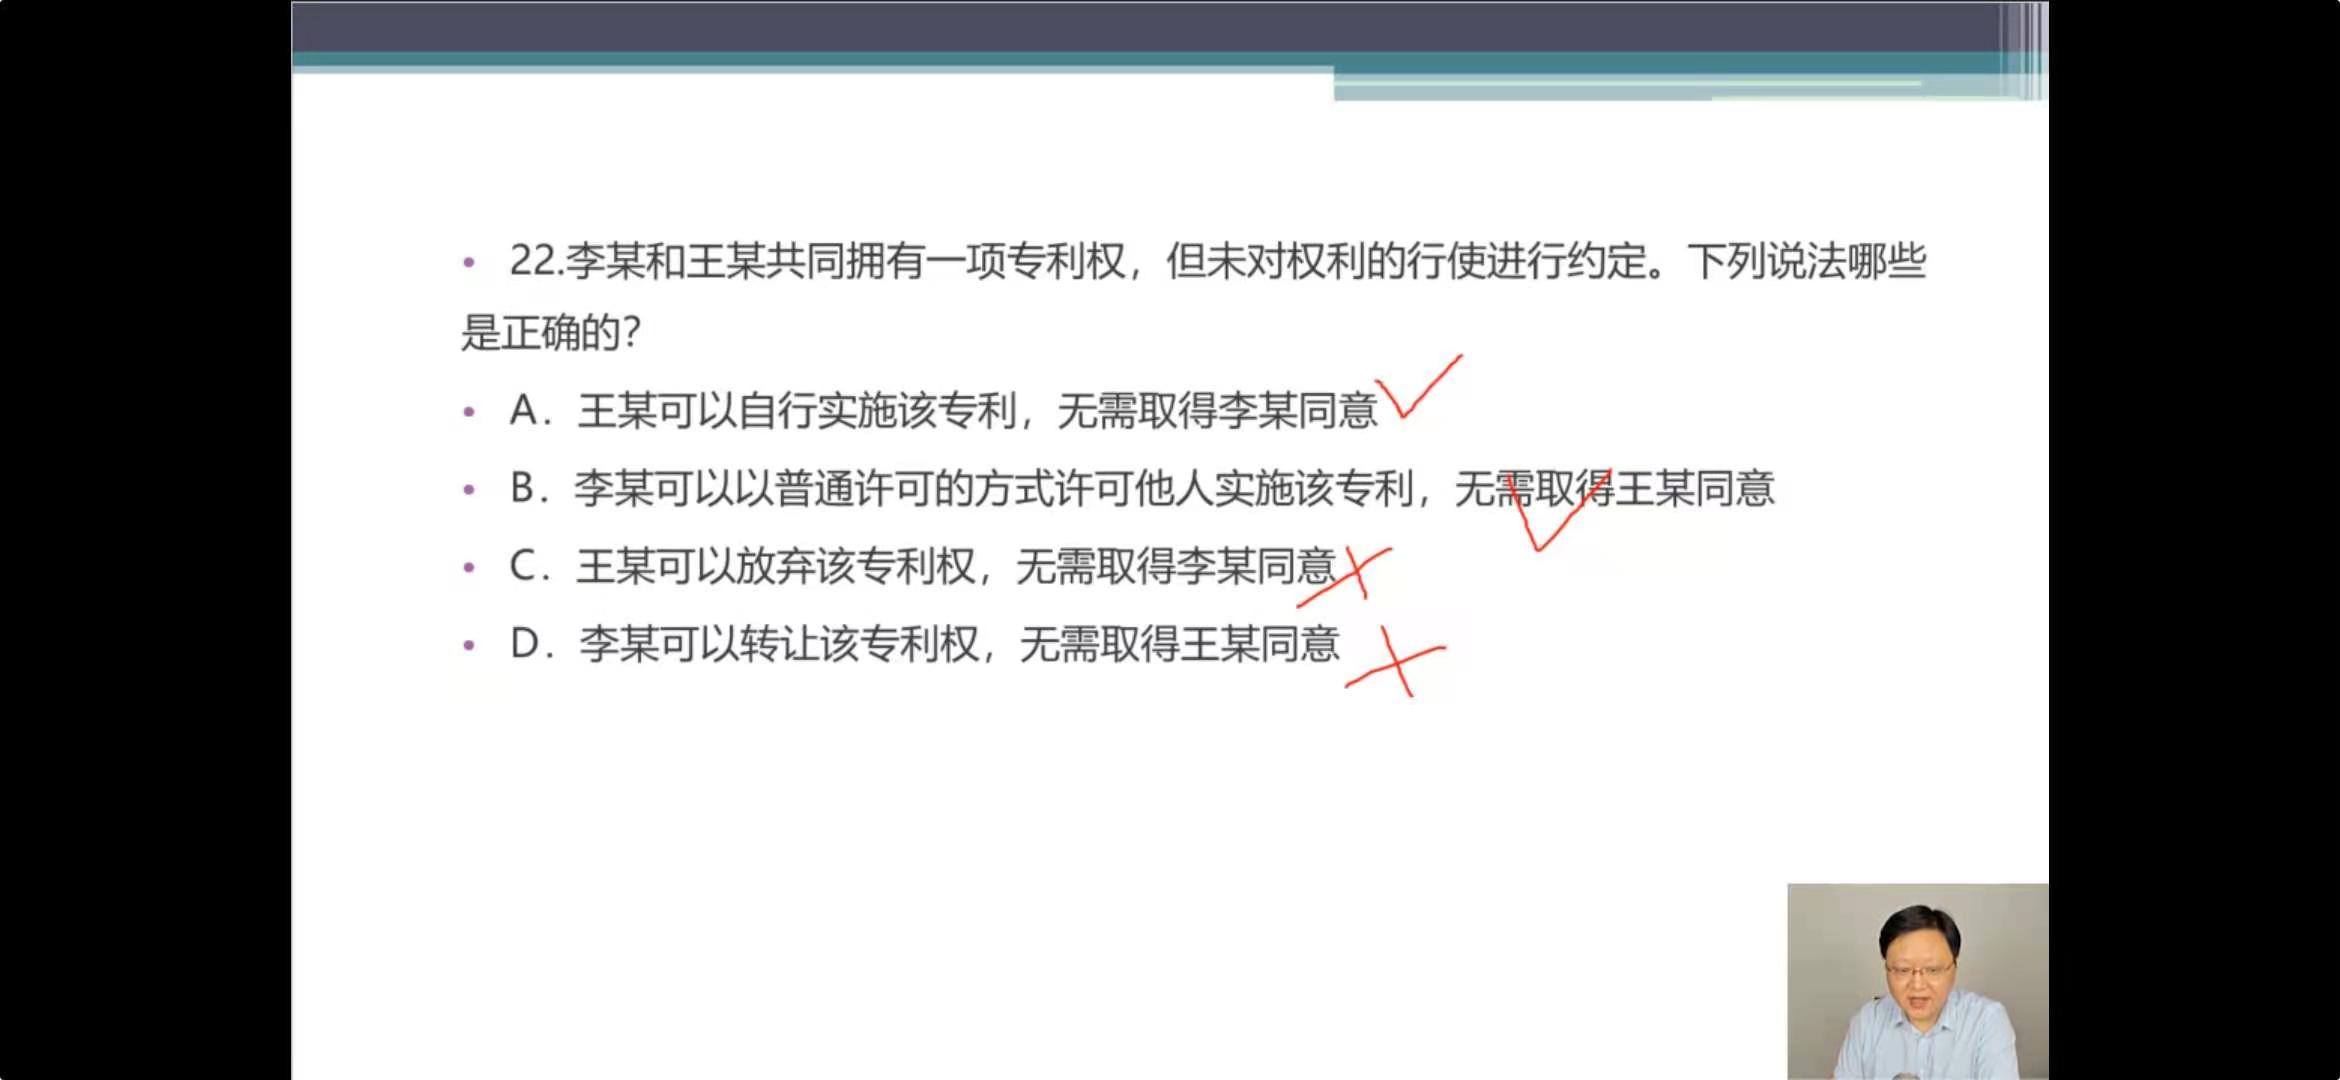 • 22.李某和王某共同拥有一项专利权，但未对权利的行使进行约定。下列说法哪些
是正确的？
• A．王某可以自行实施该专利，无需取得李某同意
• B．李某可以以普通许可的方式许可他人实施该专利，无需取得王某同意
• C．王某可以放弃该专利权，无需取得李某同意
• D．李某可以转让该专利权，无需取得王某同意